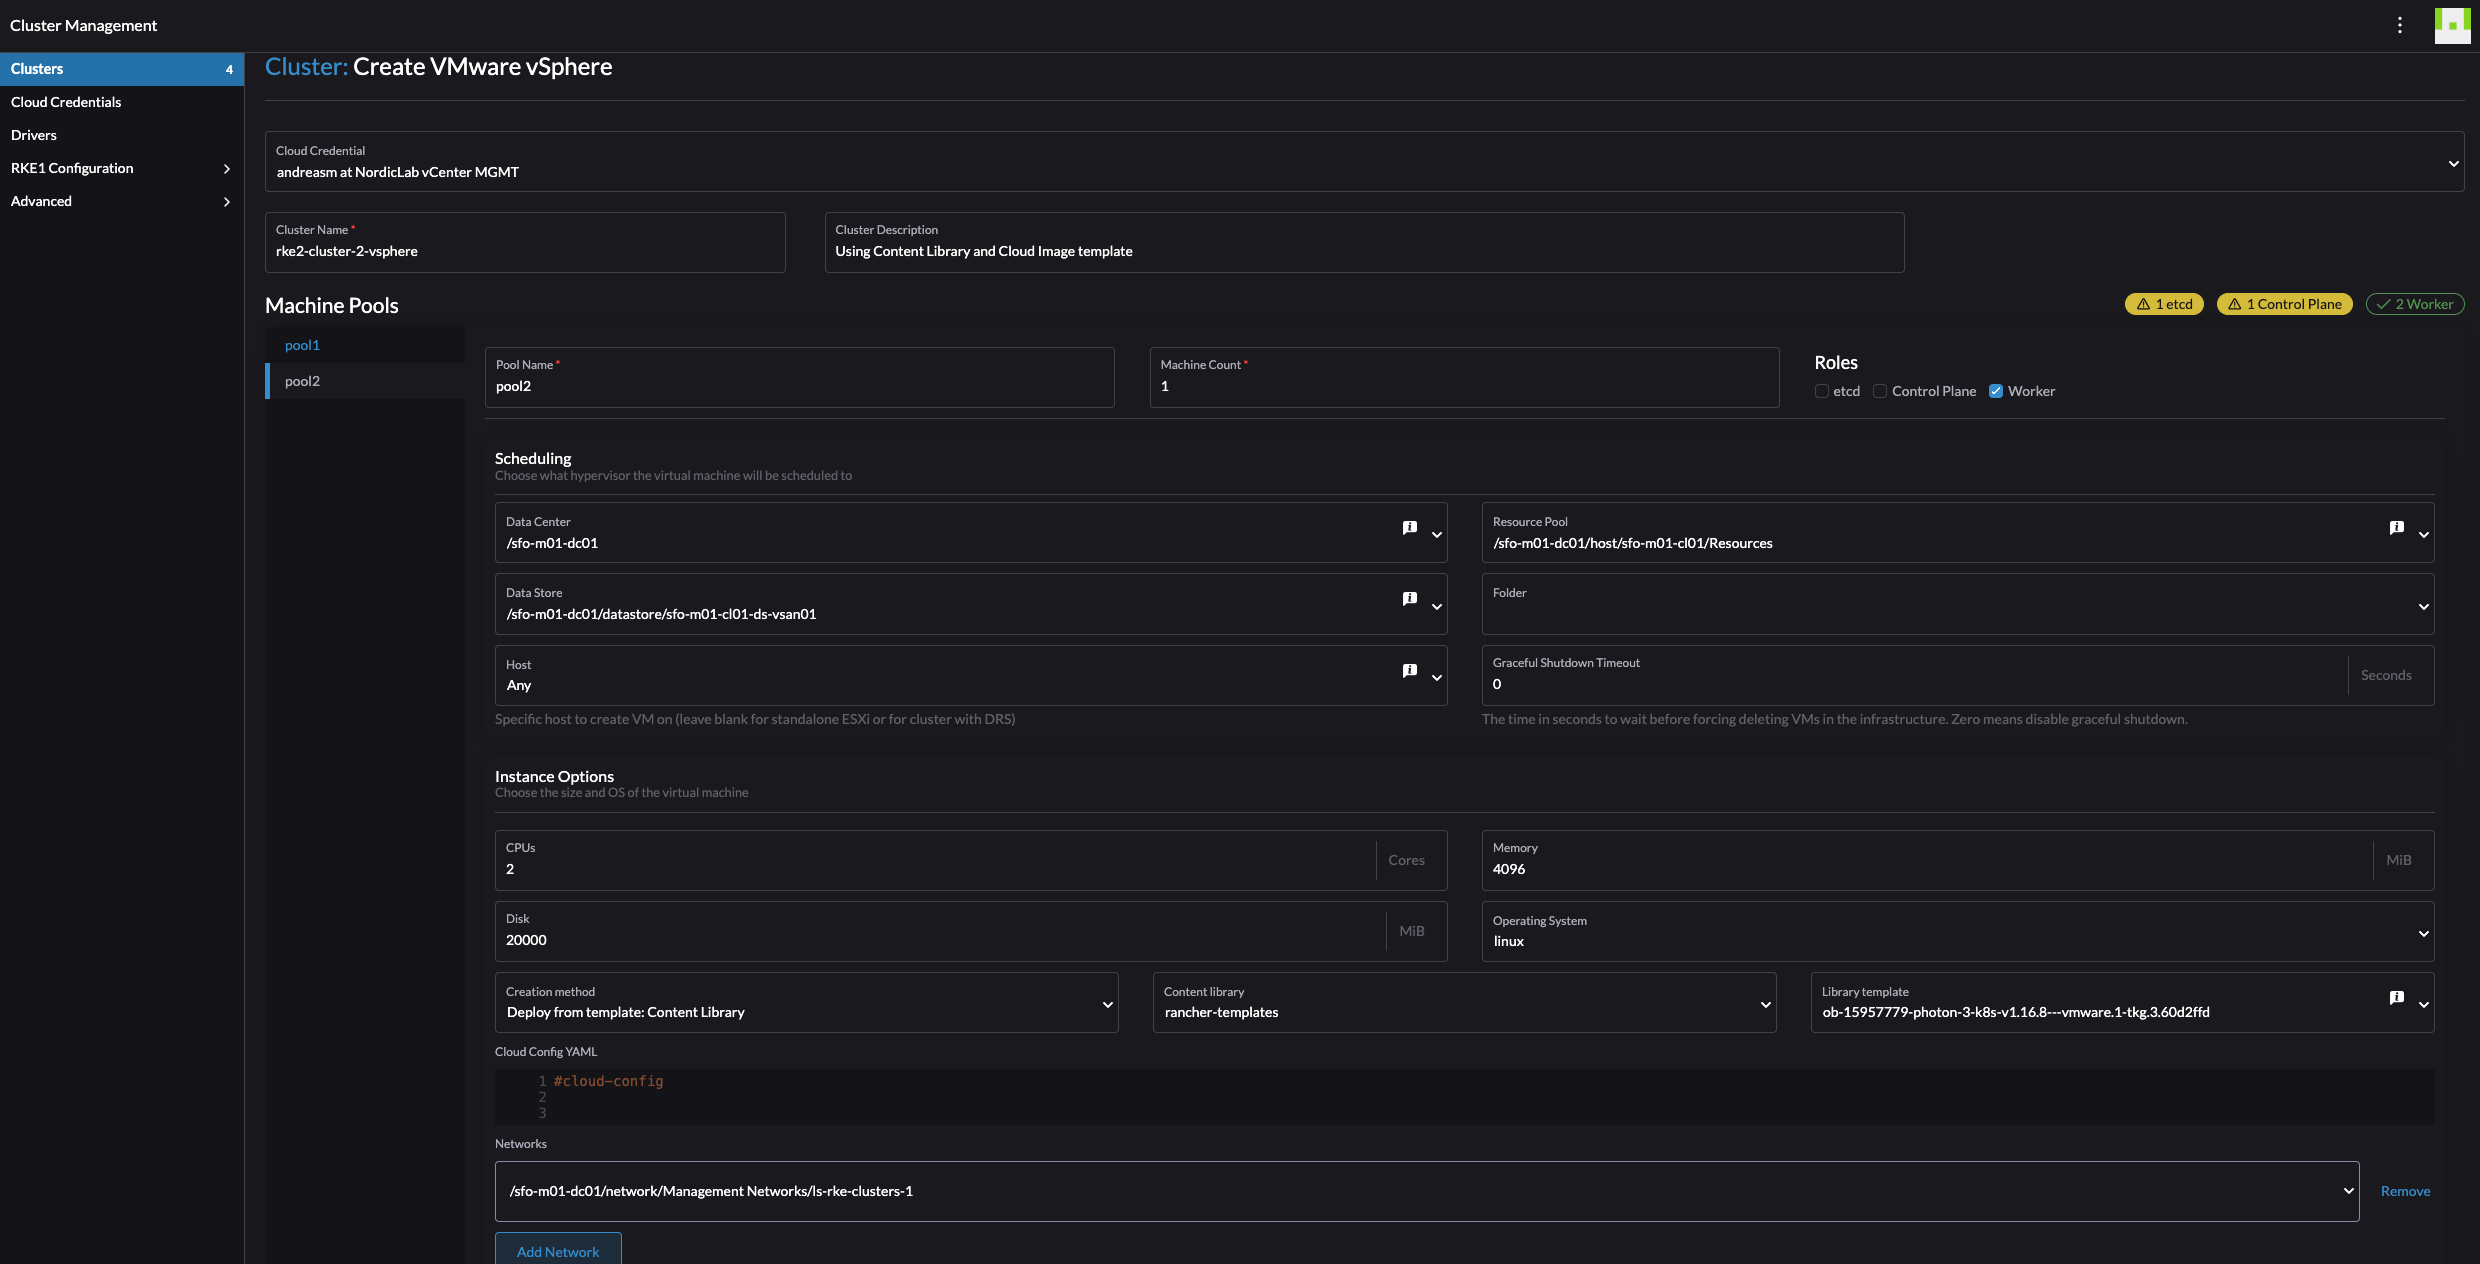 Cluster Management
Clusters 4
Cloud Credentials
Drivers
RKE1 Configuration
Advanced
Cluster: Create VMware vSphere
Cloud Credential
andreasm at NordicLab vCenter MGMT
Cluster Name *
rke2-cluster-2-vsphere
Cluster Description
Using Content Library and Cloud Image template
Machine Pools
1 etcd
1 Control Plane
2 Worker
pool1
pool2
Pool Name *
pool2
Machine Count *
1
Roles
etcd Control Plane Worker
Scheduling
Choose what hypervisor the virtual machine will be scheduled to
Data Center
/sfo-m01-dc01
Resource Pool
/sfo-m01-dc01/host/sfo-m01-cl01/Resources
Data Store
/sfo-m01-dc01/datastore/sfo-m01-cl01-ds-vsan01
Folder
Host
Any
Graceful Shutdown Timeout
0
Seconds
Specific host to create VM on (leave blank for standalone ESXi or for cluster with DRS)
The time in seconds to wait before forcing deleting VMs in the infrastructure. Zero means disable graceful shutdown.
Instance Options
Choose the size and OS of the virtual machine
CPUs
2
Cores
Memory
4096
MiB
Disk
20000
MiB
Operating System
linux
Creation method
Deploy from template: Content Library
Content library
rancher-templates
Library template
ob-15957779-photon-3-k8s-v1.16.8---vmware.1-tkg.3.60d2ffd
Cloud Config YAML
1 #cloud-config
2
3
Networks
/sfo-m01-dc01/network/Management Networks/ls-rke-clusters-1
Remove
Add Network